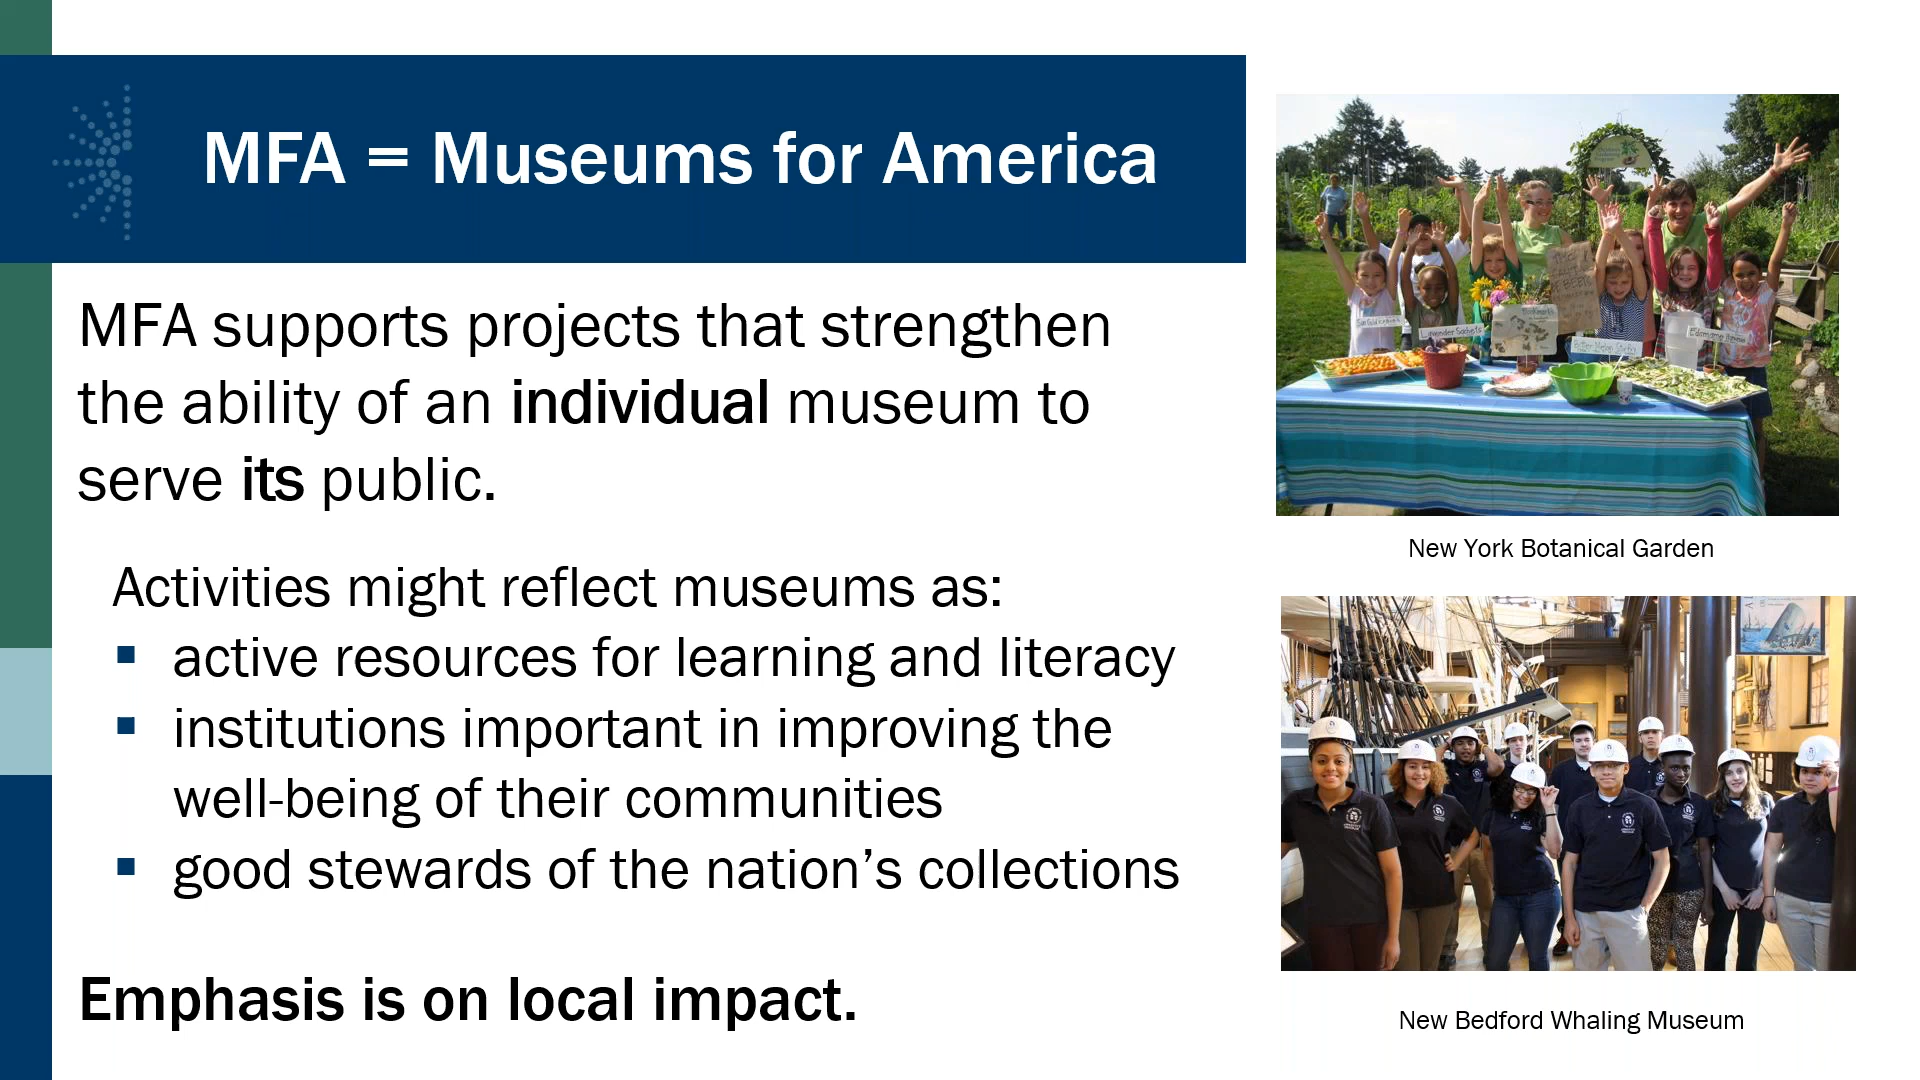 MFA = Museums for America
MFA supports projects that strengthen
the ability of an individual museum to
serve its public.
Activities might reflect museums as:
▪ active resources for learning and literacy
▪ institutions important in improving the
well-being of their communities
▪ good stewards of the nation’s collections
Emphasis is on local impact.
Lavender Sachets
New York Botanical Garden
New Bedford Whaling Museum